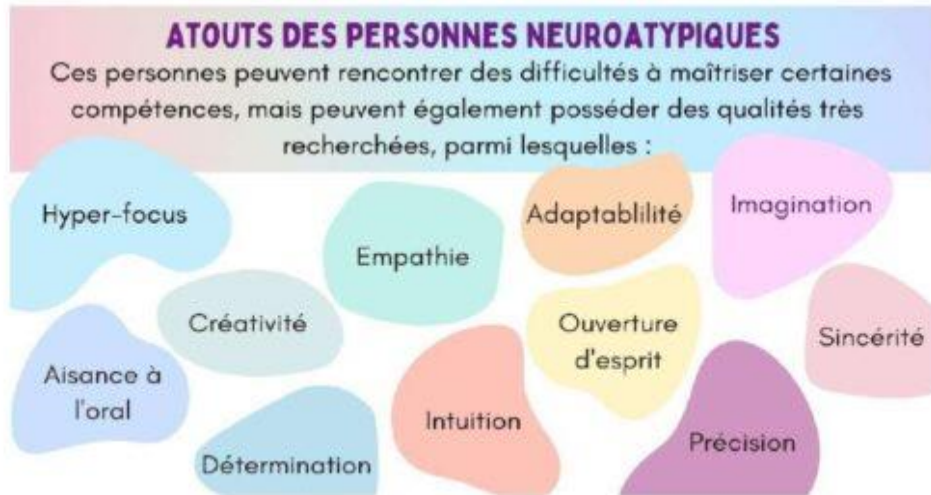 ATOUTS DES PERSONNES NEUROATYPIQUES
Ces personnes peuvent rencontrer des difficultés à maîtriser certaines
compétences, mais peuvent également posséder des qualités très
recherchées, parmi lesquelles :
Hyper-focus
Empathie
Adaptablilité
Imagination
Créativité
Ouverture
d'esprit
Sincérité
Aisance à
l'oral
Détermination
Intuition
Précision